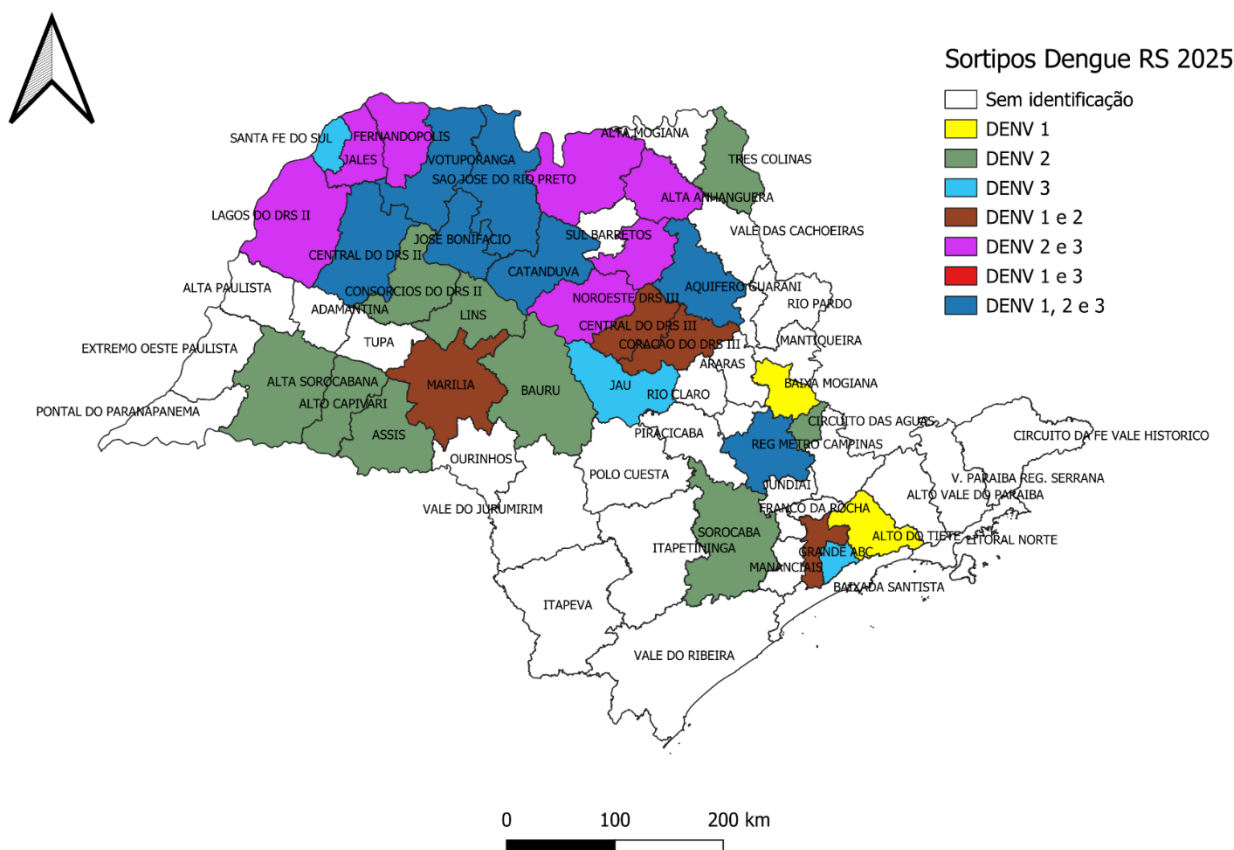 Sortipos Dengue RS 2025
Sem identificação
DENV 1
DENV 2
DENV 3
DENV 1 e 2
DENV 2 e 3
DENV 1 e 3
DENV 1, 2 e 3
SANTA FE DO SUL
FERNANDOPOLIS
ALTA MOGIANA
JALES
VOTUPORANGA
TRES COLINAS
SAO JOSE DO RIO PRETO
ALTA ANHANGUERA
LAGOS DO DRS II
SUL BARRETOS
VALE DAS CACHOEIRAS
JOSE BONIFACIO
CENTRAL DO DRS II
CATANDUVA
ALTA PAULISTA
CONSORCIOS DO DRS II
AQUIFERO GUARANI
NOROESTE DRS III
RIO PARDO
ADAMANTINA
LINS
CENTRAL DO DRS III
TUPA
CORAÇÃO DO DRS III
MANTIQUEIRA
EXTREMO OESTE PAULISTA
ARARAS
ALTA SOROCABANA
MARILIA
BAURU
JAU
BAIXA MOGIANA
RIO CLARO
ALTO CAPIVARI
PONTAL DO PARANAPANEMA
CIRCUITO DAS AGUAS
ASSIS
PIRACICABA
CIRCUITO DA FE VALE HISTORICO
REG METRO CAMPINAS
OURINHOS
POLO CUESTA
V. PARAIBA REG. SERRANA
JUNDIAI
ALTO VALE DO PARAIBA
VALE DO JURUMIRIM
FRANCO DA ROCHA
SOROCABA
ALTO DO TIETE
LITORAL NORTE
ITAPETININGA
GRANDE ABC
MANANCIAIS
BAIXADA SANTISTA
ITAPEVA
VALE DO RIBEIRA
0 100 200 km